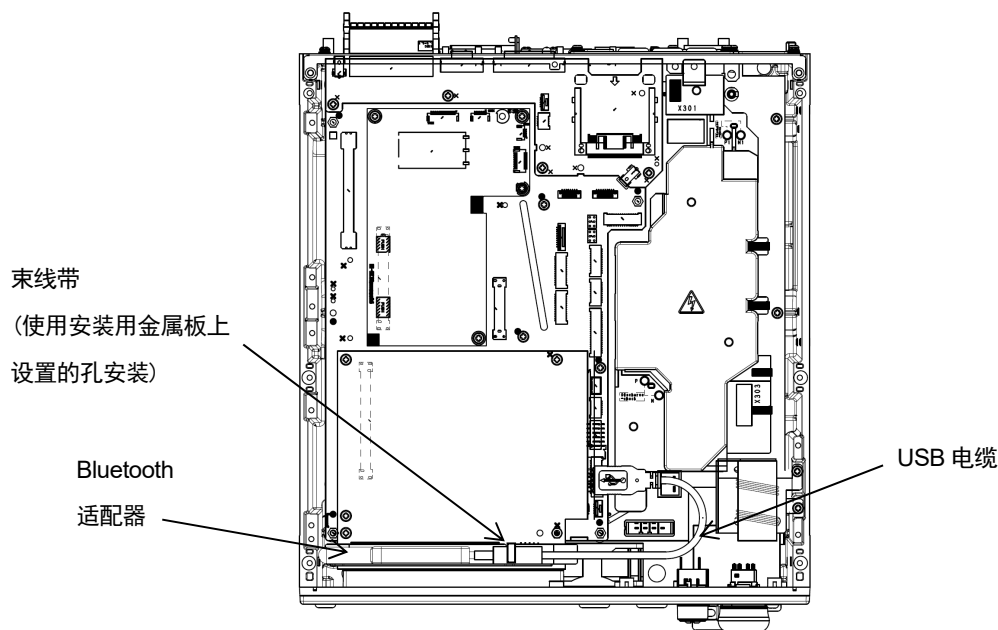 X301
束线带
(使用安装用金属板上
设置的孔安装)
X303
Bluetooth
适配器
USB 电缆